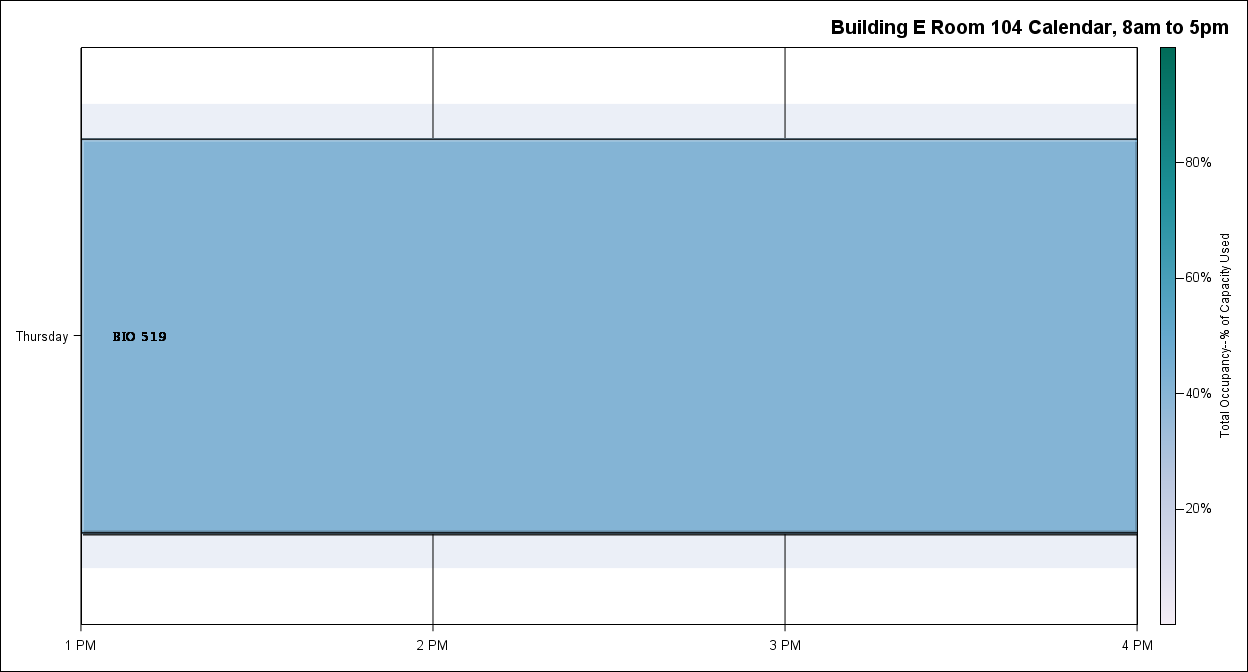 Building E Room 104 Calendar, 8am to 5pm
80%
60%
Total Occupancy--% of Capacity Used
Thursday
BIO 519
40%
20%
1 PM
2 PM
3 PM
4 PM